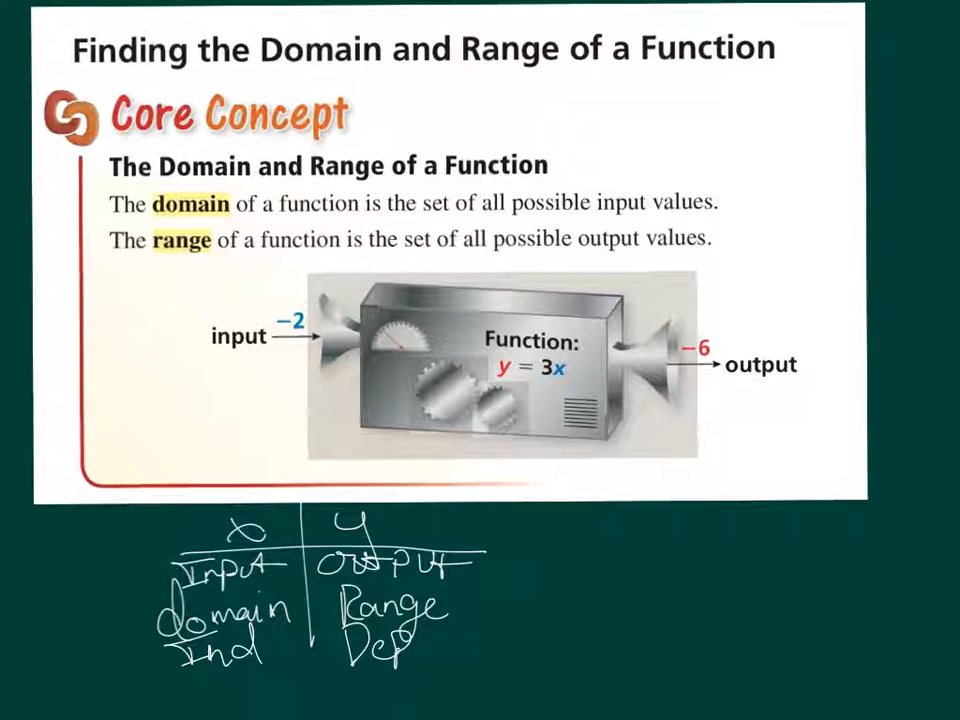 Finding the Domain and Range of a Function
Core Concept
The Domain and Range of a Function
The domain of a function is the set of all possible input values.
The range of a function is the set of all possible output values.
input −2
Function:
y = 3x
−6 output
x y
Input Output
domain Range
Ind Dep